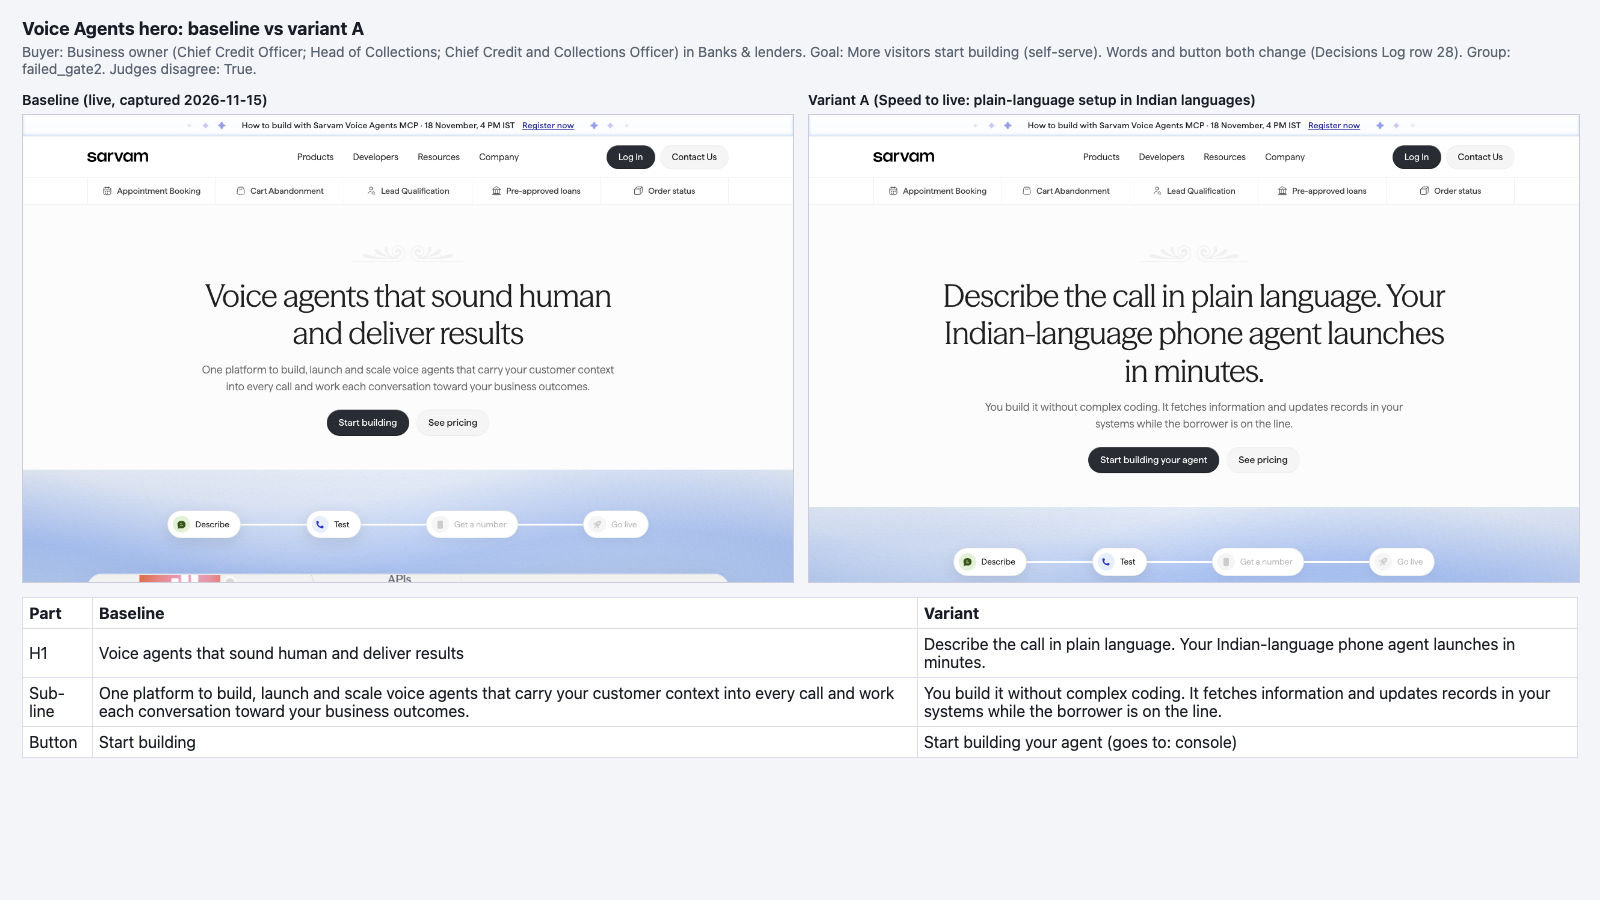 Voice Agents hero: baseline vs variant A
Buyer: Business owner (Chief Credit Officer; Head of Collections; Chief Credit and Collections Officer) in Banks & lenders. Goal: More visitors start building (self-serve). Words and button both change (Decisions Log row 28). Group:
failed_gate2. Judges disagree: True.
Baseline (live, captured 2026-11-15)
How to build with Sarvam Voice Agents MCP · 18 November, 4 PM IST Register now
sarvam Products Developers Resources Company Log In Contact Us
Appointment Booking Cart Abandonment Lead Qualification Pre-approved loans Order status
Voice agents that sound human
and deliver results
One platform to build, launch and scale voice agents that carry your customer context
into every call and work each conversation toward your business outcomes.
Start building See pricing
Describe Test Get a number Go live
APIs
Variant A (Speed to live: plain-language setup in Indian languages)
How to build with Sarvam Voice Agents MCP · 18 November, 4 PM IST Register now
sarvam Products Developers Resources Company Log In Contact Us
Appointment Booking Cart Abandonment Lead Qualification Pre-approved loans Order status
Describe the call in plain language. Your
Indian-language phone agent launches
in minutes.
You build it without complex coding. It fetches information and updates records in your
systems while the borrower is on the line.
Start building your agent See pricing
Describe Test Get a number Go live
Part Baseline Variant
H1 Voice agents that sound human and deliver results Describe the call in plain language. Your Indian-language phone agent launches in
minutes.
Sub-
line One platform to build, launch and scale voice agents that carry your customer context into every call and work
each conversation toward your business outcomes. You build it without complex coding. It fetches information and updates records in your
systems while the borrower is on the line.
Button Start building Start building your agent (goes to: console)